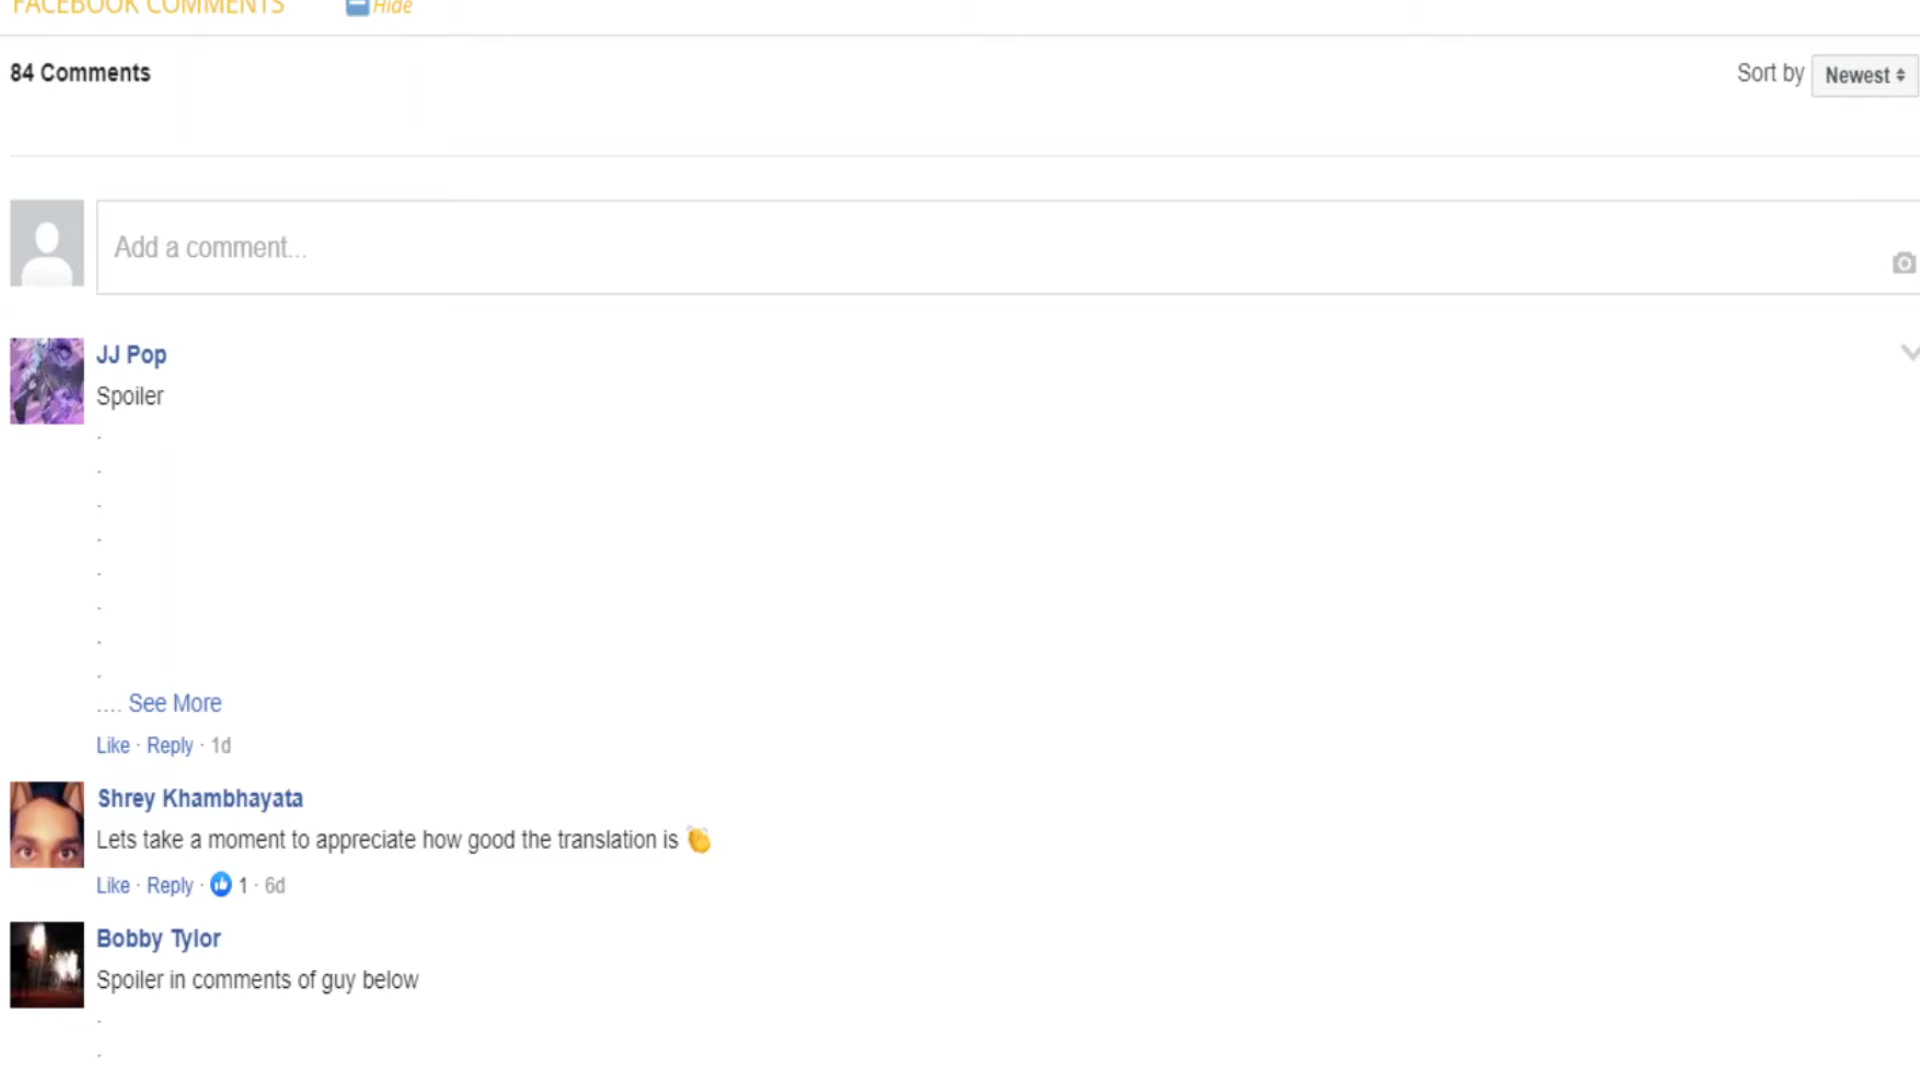 FACEBOOK COMMENTS Hide
84 Comments
Sort by Newest
Add a comment...
JJ Pop
Spoiler
.
.
.
.
.
.
.
.
.... See More
Like · Reply · 1d
Shrey Khambhayata
Lets take a moment to appreciate how good the translation is 👏
Like · Reply · 1 · 6d
Bobby Tylor
Spoiler in comments of guy below
.
.